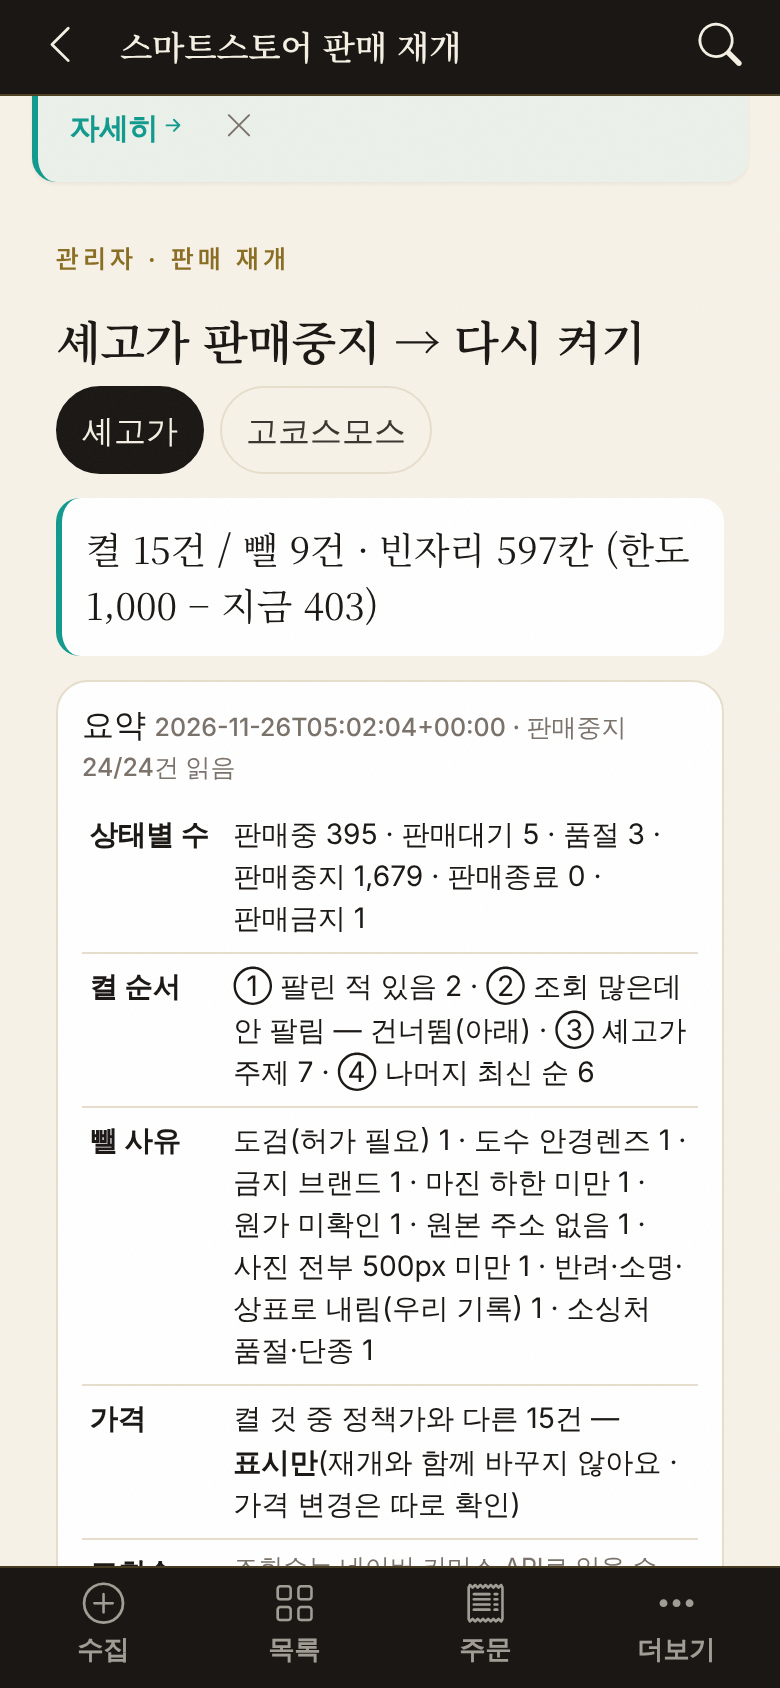 스마트스토어 판매 재개
자세히 →
관리자 · 판매 재개
셰고가 판매중지 → 다시 켜기
셰고가
고코스모스
켤 15건 / 뺄 9건 · 빈자리 597칸 (한도
1,000 − 지금 403)
요약 2026-11-26T05:02:04+00:00 · 판매중지
24/24건 읽음
상태별 수 판매중 395 · 판매대기 5 · 품절 3 ·
판매중지 1,679 · 판매종료 0 ·
판매금지 1
켤 순서 ① 팔린 적 있음 2 · ② 조회 많은데
안 팔림 — 건너뜀(아래) · ③ 셰고가
주제 7 · ④ 나머지 최신 순 6
뺄 사유 도검(허가 필요) 1 · 도수 안경렌즈 1 ·
금지 브랜드 1 · 마진 하한 미만 1 ·
원가 미확인 1 · 원본 주소 없음 1 ·
사진 전부 500px 미만 1 · 반려·소명·
상표로 내림(우리 기록) 1 · 소싱처
품절·단종 1
가격 켤 것 중 정책가와 다른 15건 —
표시만(재개와 함께 바꾸지 않아요 ·
가격 변경은 따로 확인)
수집
목록
주문
더보기